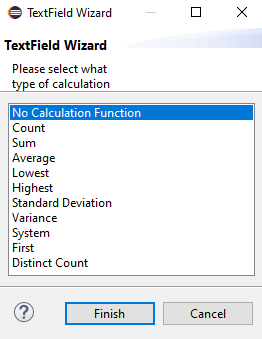 TextField Wizard
TextField Wizard
Please select what
type of calculation
No Calculation Function
Count
Sum
Average
Lowest
Highest
Standard Deviation
Variance
System
First
Distinct Count
?
Finish
Cancel